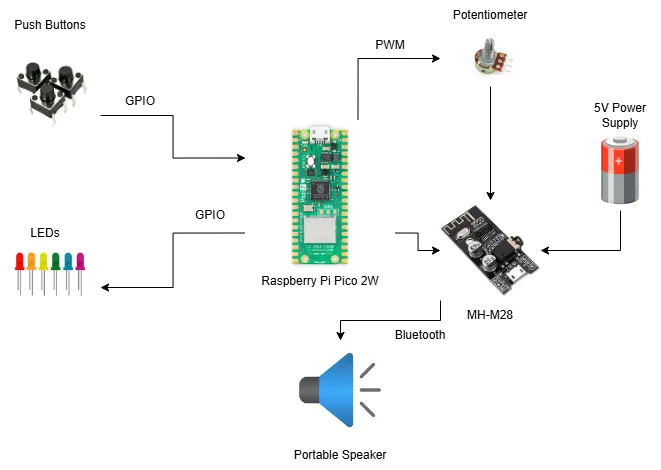 Potentiometer
Push Buttons
PWM
GPIO
5V Power
Supply
GPIO
LEDs
Raspberry Pi Pico 2W
MH-M28
Bluetooth
Portable Speaker